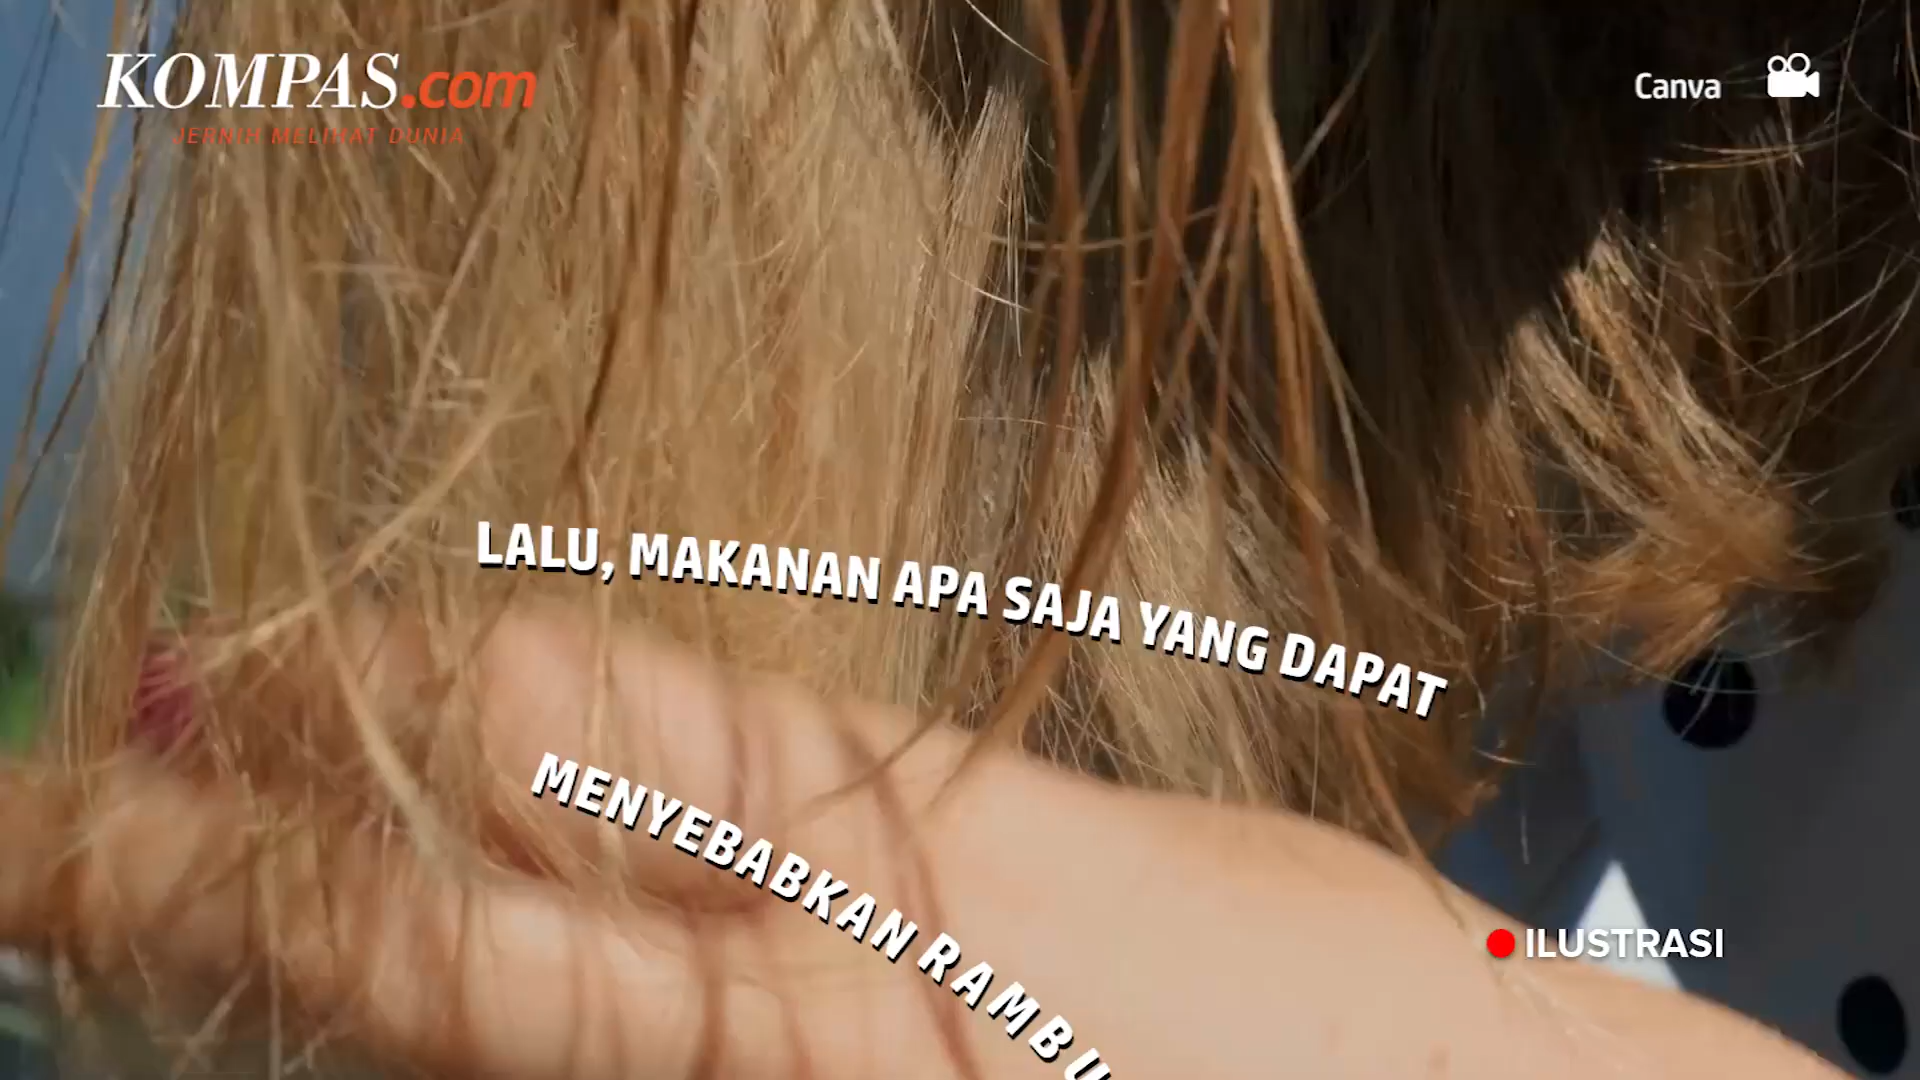 KOMPAS.com
JERNIH MELIHAT DUNIA
Canva
LALU, MAKANAN APA SAJA YANG DAPAT
MENYEBABKAN RAMBU
ILUSTRASI